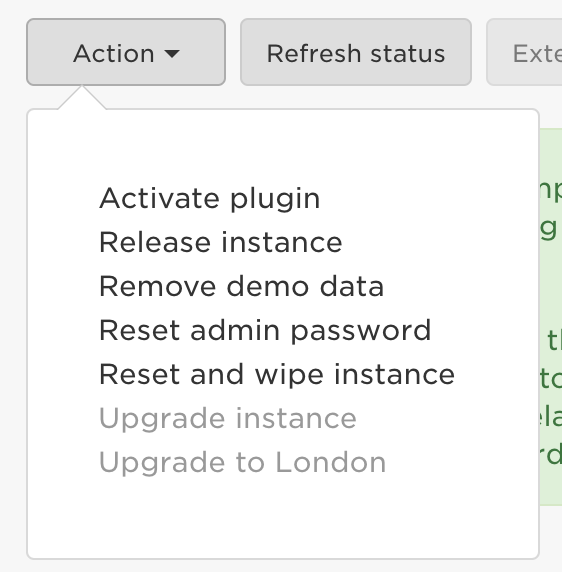 Action
Refresh status
Activate plugin
Release instance
Remove demo data
Reset admin password
Reset and wipe instance
Upgrade instance
Upgrade to London